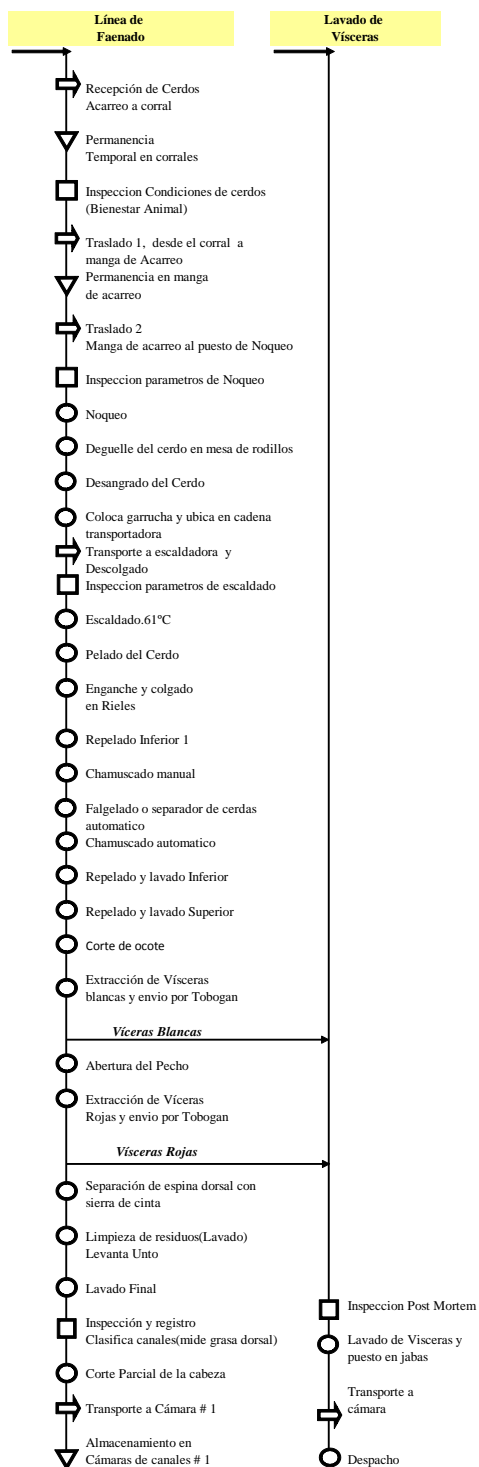 Línea de
Faenado
Lavado de
Vísceras
Recepción de Cerdos
Acarreo a corral
Permanencia
Temporal en corrales
Inspeccion Condiciones de cerdos
(Bienestar Animal)
Traslado 1,  desde el corral  a
manga de Acarreo
Permanencia en manga
de acarreo
Traslado 2
Manga de acarreo al puesto de Noqueo
Inspeccion parametros de Noqueo
Noqueo
Deguelle del cerdo en mesa de rodillos
Desangrado del Cerdo
Coloca garrucha y ubica en cadena
transportadora
Transporte a escaldadora  y
Descolgado
Inspeccion parametros de escaldado
Escaldado.61ºC
Pelado del Cerdo
Enganche y colgado
en Rieles
Repelado Inferior 1
Chamuscado manual
Falgelado o separador de cerdas
automatico
Chamuscado automatico
Repelado y lavado Inferior
Repelado y lavado Superior
Corte de ocote
Extracción de Vísceras
blancas y envio por Tobogan
Víceras Blancas
Abertura del Pecho
Extracción de Víceras
Rojas y envio por Tobogan
Vísceras Rojas
Separación de espina dorsal con
sierra de cinta
Limpieza de residuos(Lavado)
Levanta Unto
Lavado Final
Inspección y registro
Clasifica canales(mide grasa dorsal)
Corte Parcial de la cabeza
Transporte a Cámara # 1
Almacenamiento en
Cámaras de canales # 1
Inspeccion Post Mortem
Lavado de Visceras y
puesto en jabas
Transporte a
cámara
Despacho